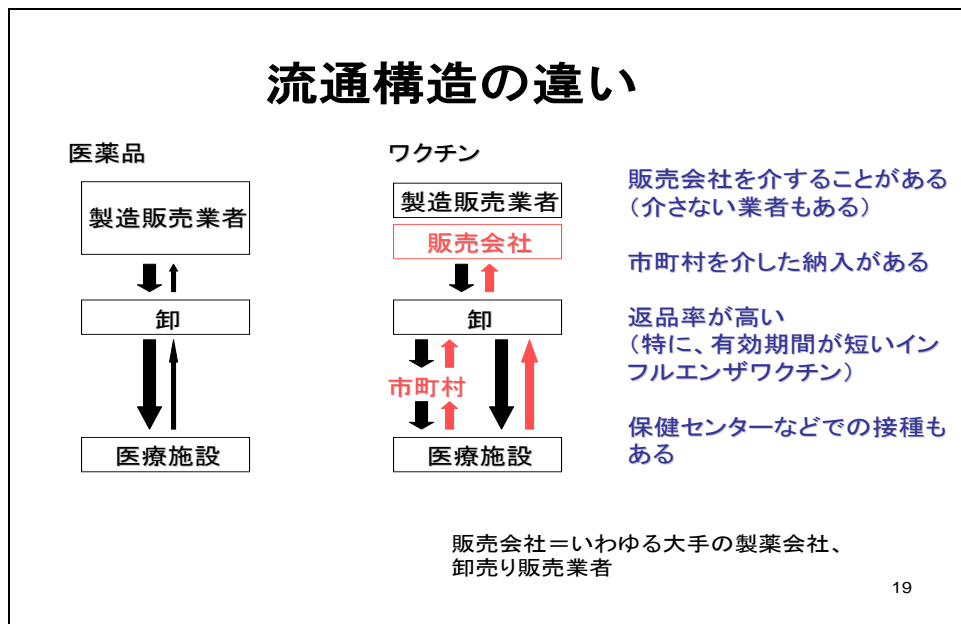 流通構造の違い
医薬品
製造販売業者
卸
医療施設
ワクチン
製造販売業者
販売会社
卸
市町村
医療施設
販売会社を介することがある
（介さない業者もある）
市町村を介した納入がある
返品率が高い
（特に、有効期間が短いイン
フルエンザワクチン）
保健センターなどでの接種も
ある
販売会社＝いわゆる大手の製薬会社、
卸売り販売業者
19